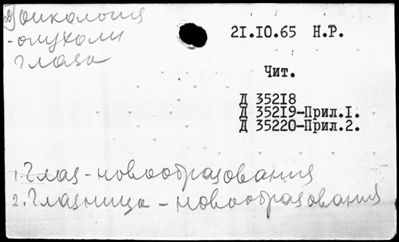 Онкология
-опухоли
глаза
21.10.65 Н.Р.
Чит.
Д 35218
Д 35219-Прил.1.
Д 35220-Прил.2.
1. Глаз-новообразования
2. Глазница-новообразования